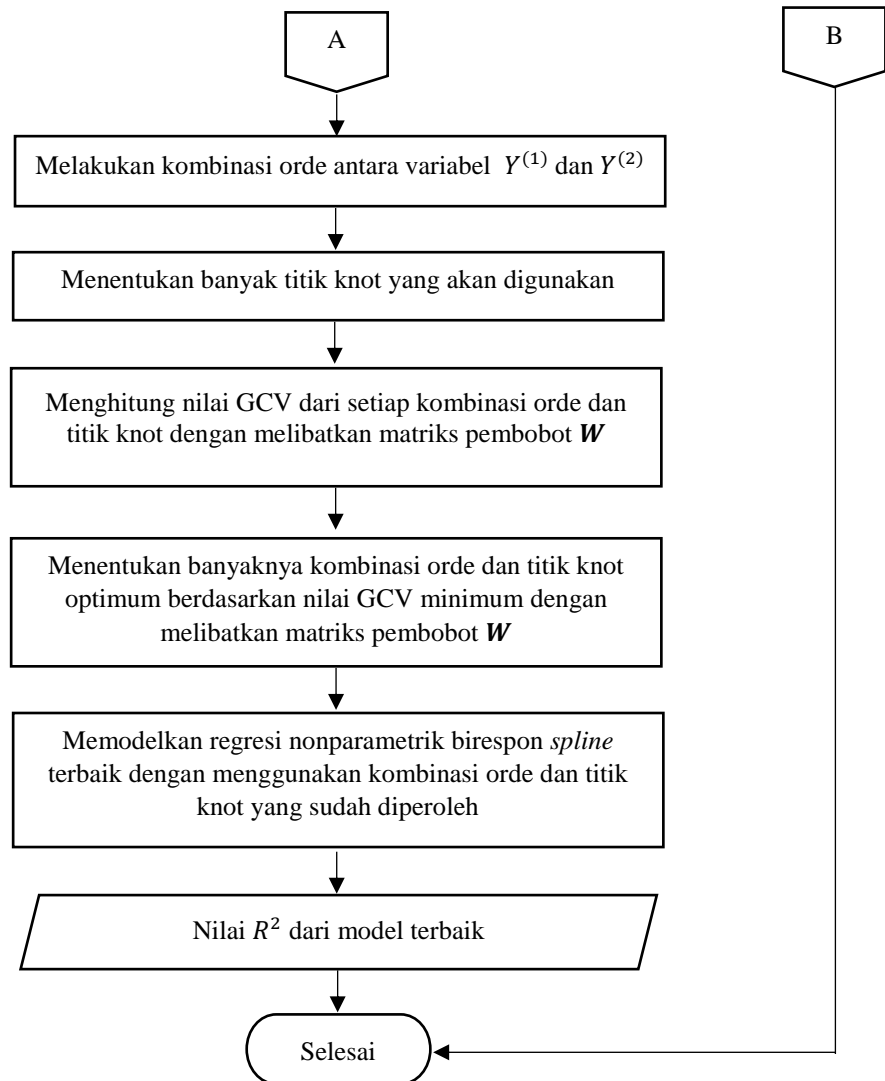 A
B
Melakukan kombinasi orde antara variabel Y⁽¹⁾ dan Y⁽²⁾
Menentukan banyak titik knot yang akan digunakan
Menghitung nilai GCV dari setiap kombinasi orde dan
titik knot dengan melibatkan matriks pembobot W
Menentukan banyaknya kombinasi orde dan titik knot
optimum berdasarkan nilai GCV minimum dengan
melibatkan matriks pembobot W
Memodelkan regresi nonparametrik birespon spline
terbaik dengan menggunakan kombinasi orde dan titik
knot yang sudah diperoleh
Nilai R² dari model terbaik
Selesai